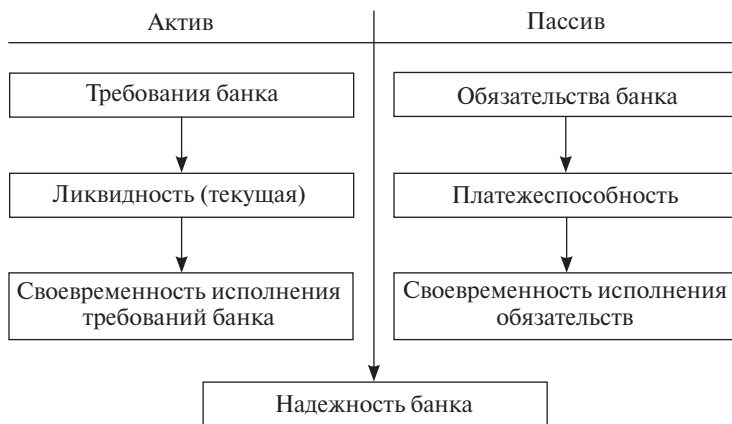 Актив
Пассив
Требования банка
Обязательства банка
Ликвидность (текущая)
Платежеспособность
Своевременность исполнения
требований банка
Своевременность исполнения
обязательств
Надежность банка